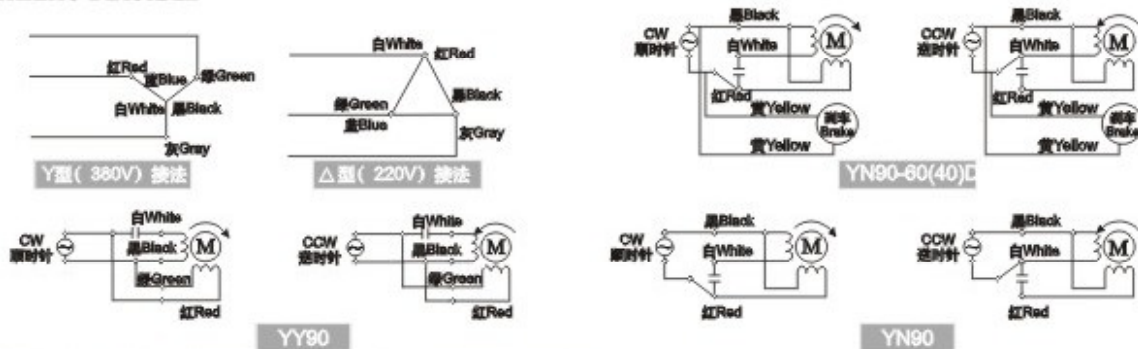 白White
红Red
红Red
蓝Blue
绿Green
白White
黑Black
灰Gray
Y型( 380V) 接法
绿Green
黑Black
蓝Blue
灰Gray
△型( 220V) 接法
黑Black
CW
顺时针
白White
M
红Red
黄Yellow
刹车
Brake
黄Yellow
黑Black
CCW
逆时针
白White
M
红Red
黄Yellow
刹车
Brake
黄Yellow
YN90-60(40)D
白White
CW
顺时针
黑Black
M
绿Green
红Red
白White
CCW
逆时针
黑Black
M
绿Green
红Red
YY90
黑Black
CW
顺时针
白White
M
红Red
黑Black
CCW
逆时针
白White
M
红Red
YN90